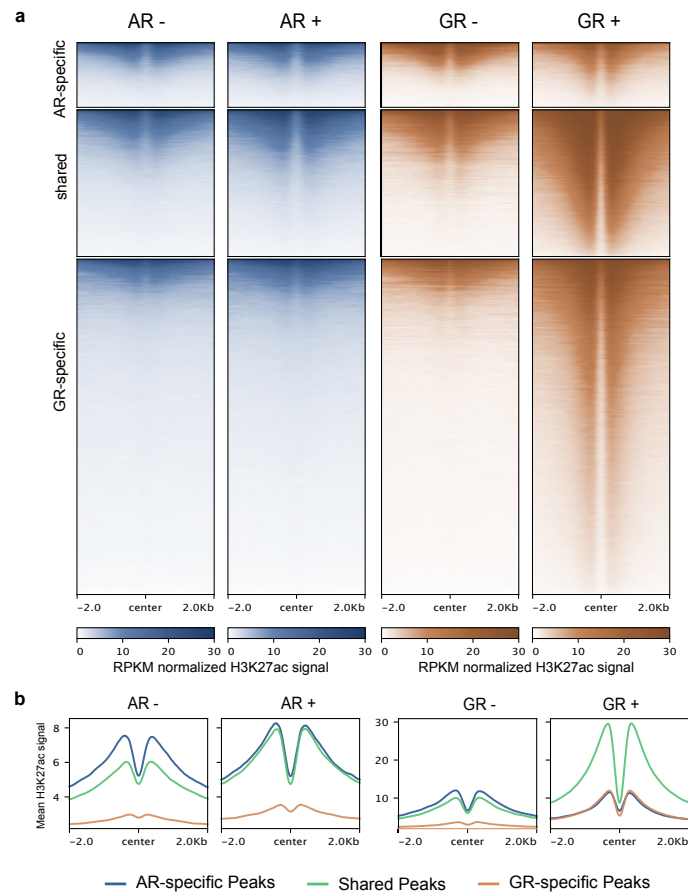 a
AR - AR + GR - GR +
AR-specific
shared
GR-specific
−2.0 center 2.0Kb −2.0 center 2.0Kb −2.0 center 2.0Kb −2.0 center 2.0Kb
0 10 20 30 0 10 20 30 0 10 20 30 0 10 20 30
RPKM normalized H3K27ac signal RPKM normalized H3K27ac signal
b
AR - AR + GR - GR +
Mean H3K27ac signal
8
6
4
30
20
10
−2.0 center 2.0Kb −2.0 center 2.0Kb −2.0 center 2.0Kb −2.0 center 2.0Kb
AR-specific Peaks Shared Peaks GR-specific Peaks